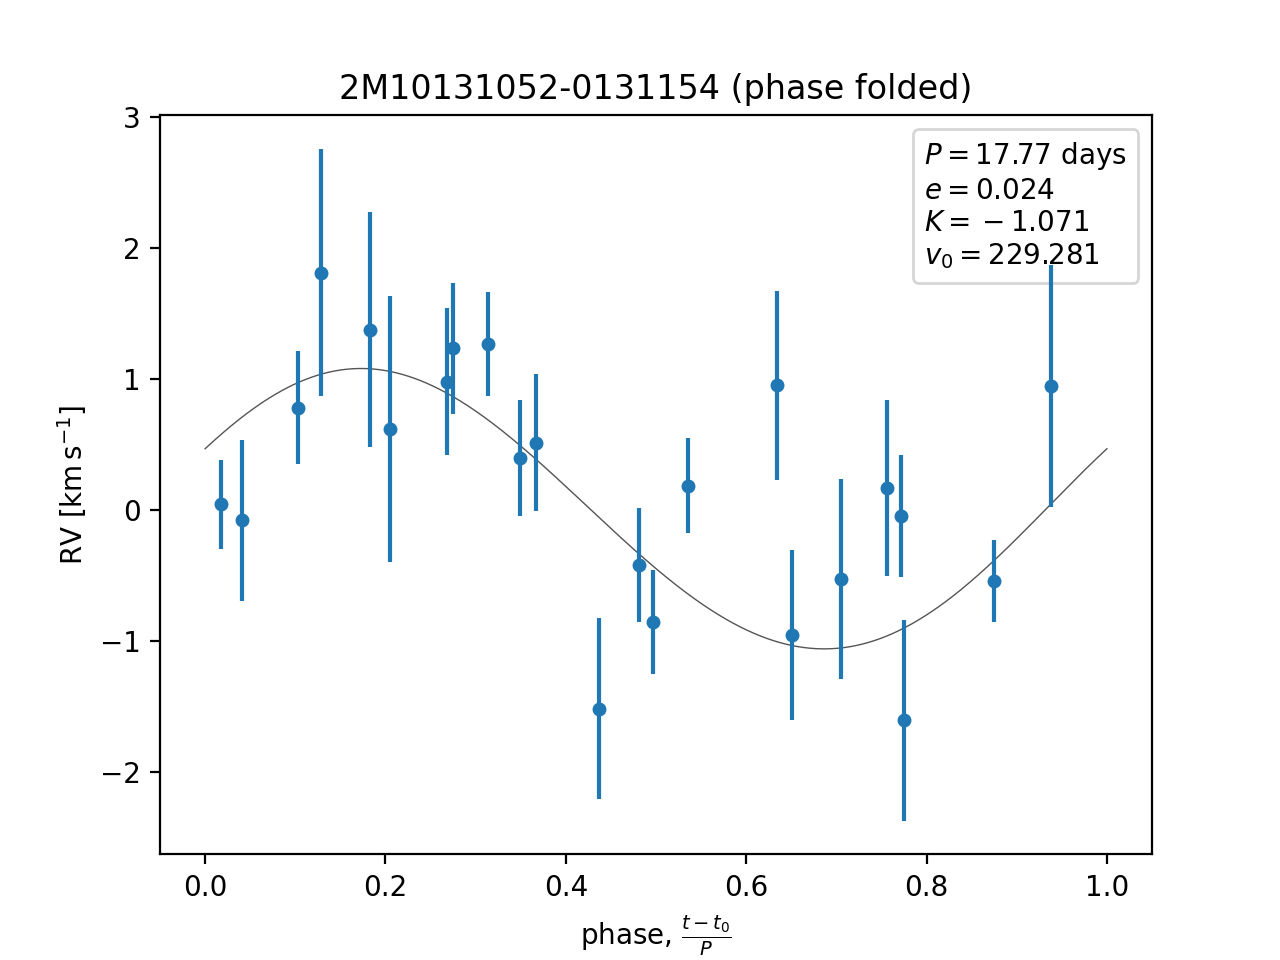 2M10131052-0131154 (phase folded)
P = 17.77 days
e = 0.024
K = − 1.071
v₀ = 229.281
RV [km s⁻¹]
3
2
1
0
−1
−2
0.0 0.2 0.4 0.6 0.8 1.0
phase, (t − t₀)/P